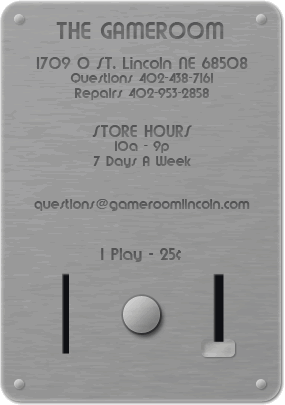 THE GAMEROOM
1709 O ST. Lincoln NE 68508
Questions 402-438-7161
Repairs 402-953-2858
STORE HOURS
10a - 9p
7 Days A Week
questions@gameroomlincoln.com
1 Play - 25¢